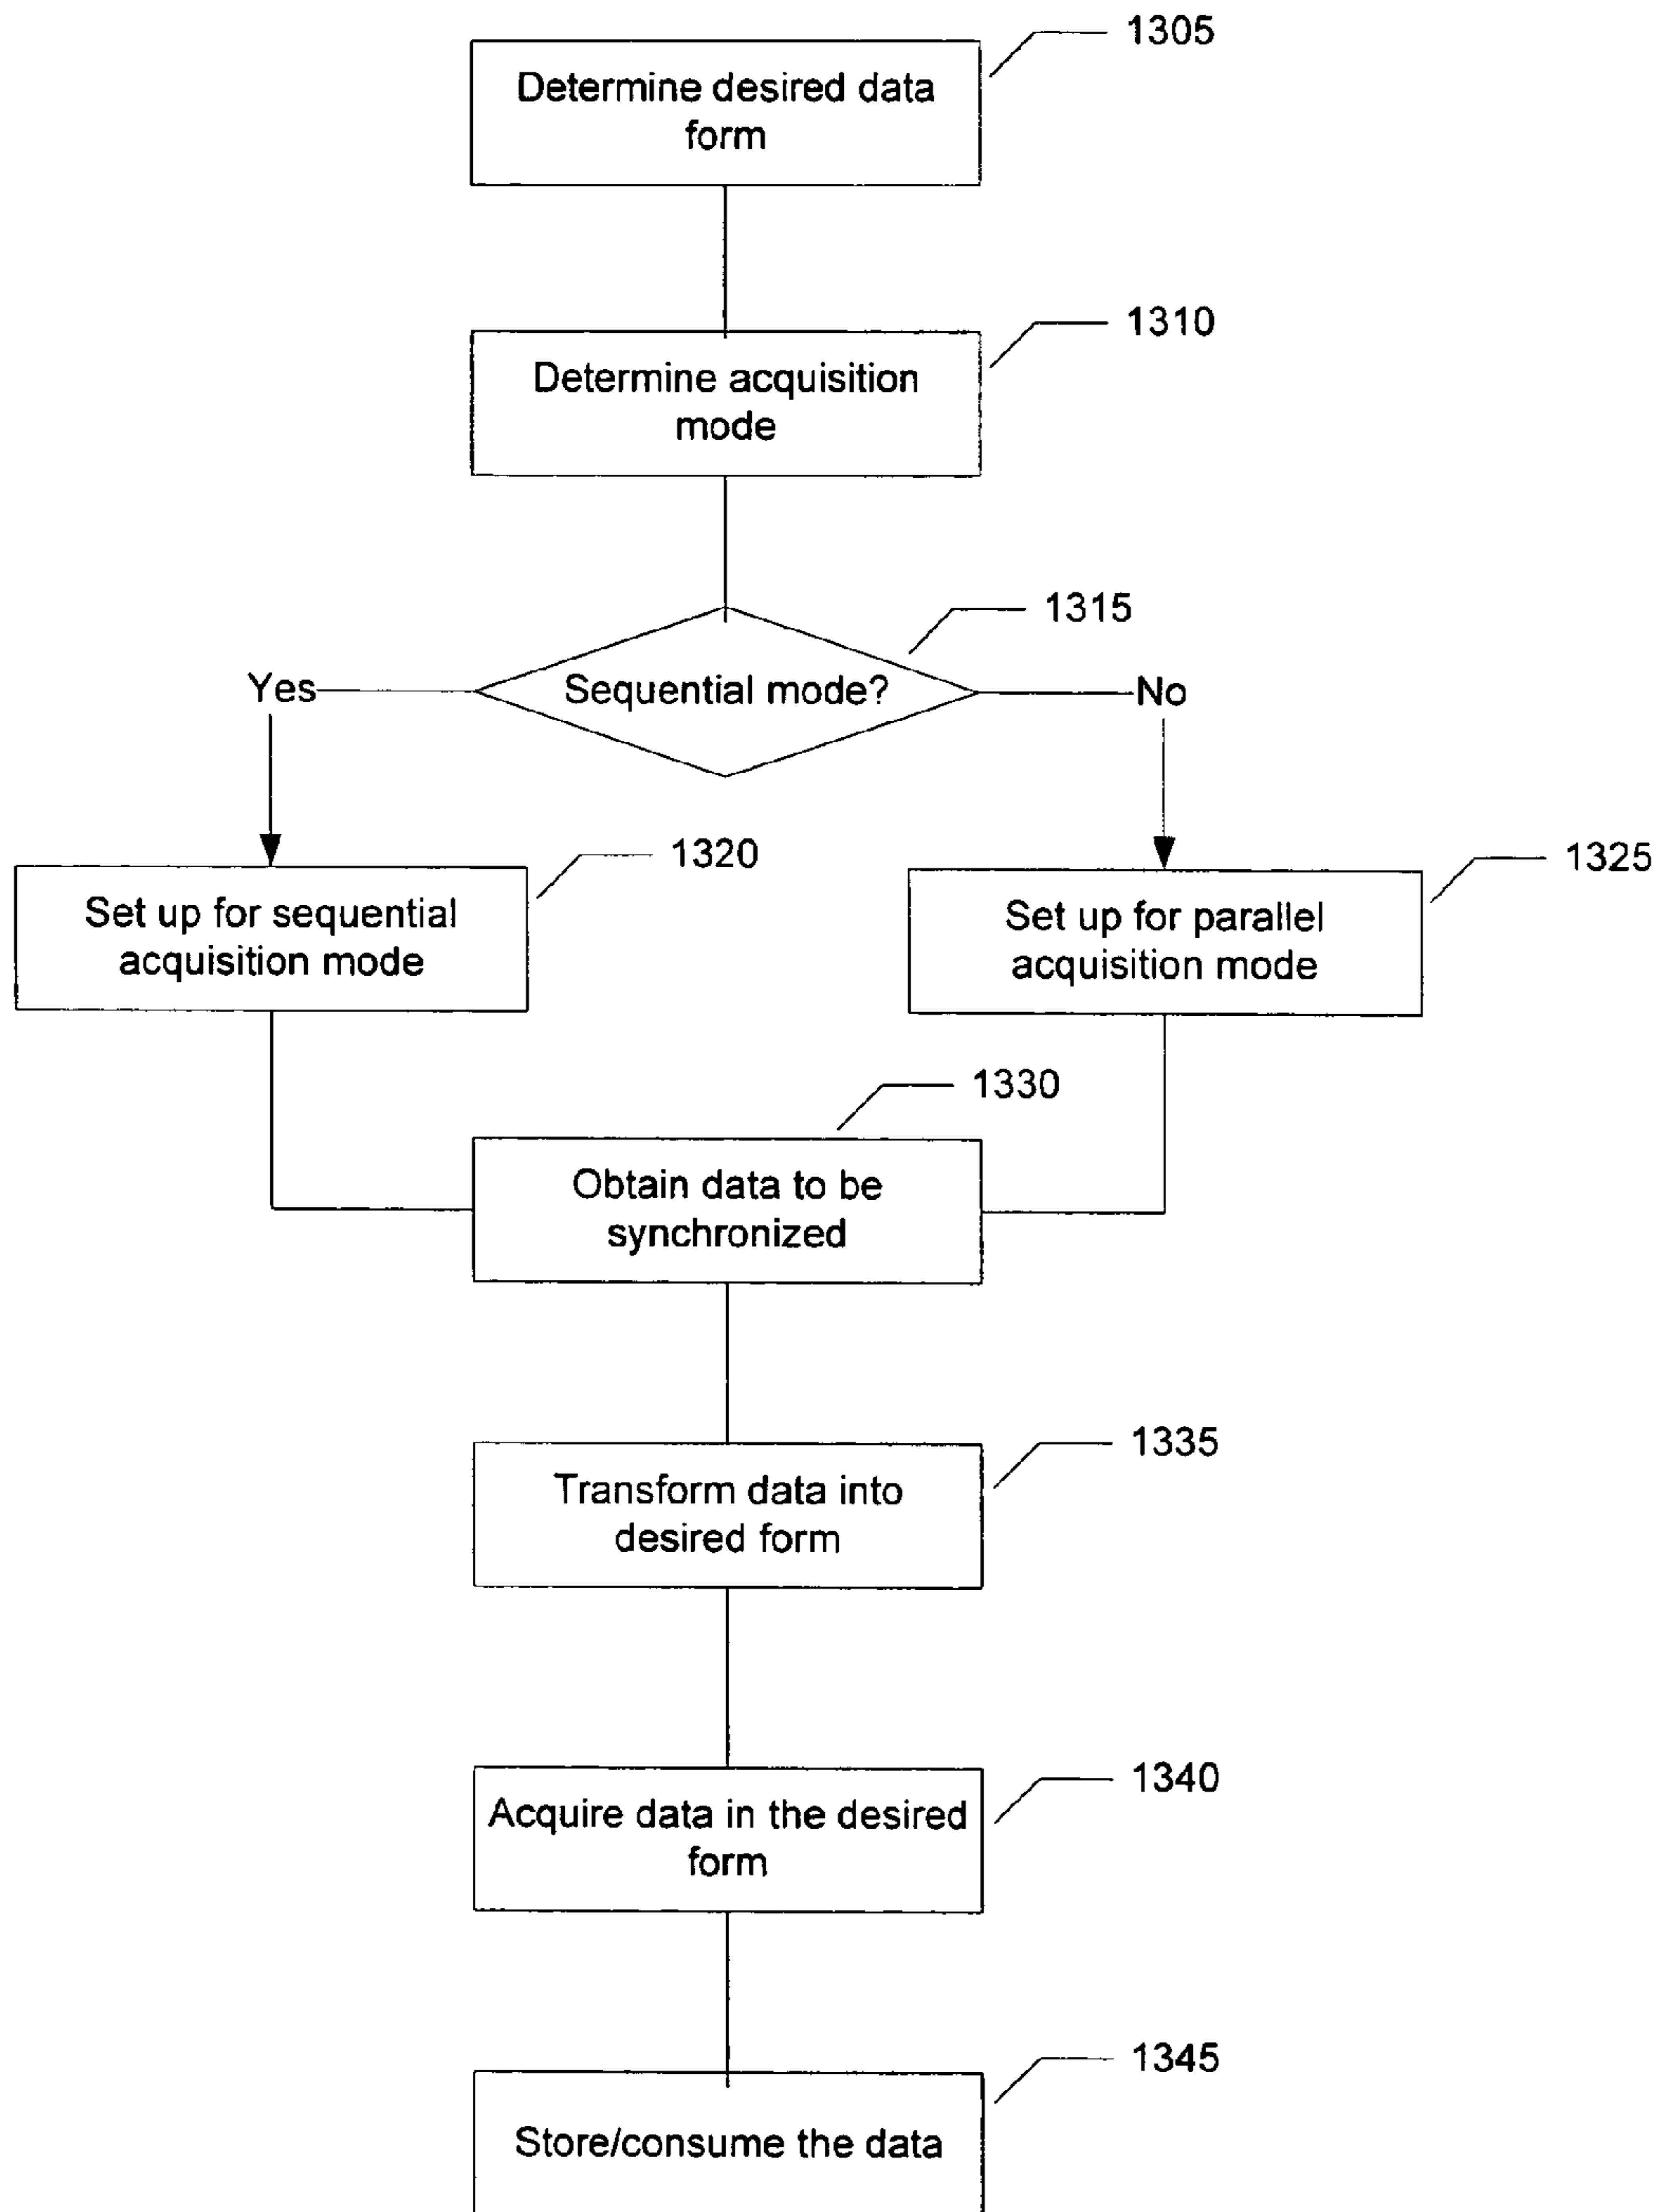 1305
Determine desired data
form
1310
Determine acquisition
mode
1315
Sequential mode?
Yes
No
1320
Set up for sequential
acquisition mode
1325
Set up for parallel
acquisition mode
1330
Obtain data to be
synchronized
1335
Transform data into
desired form
1340
Acquire data in the desired
form
1345
Store/consume the data